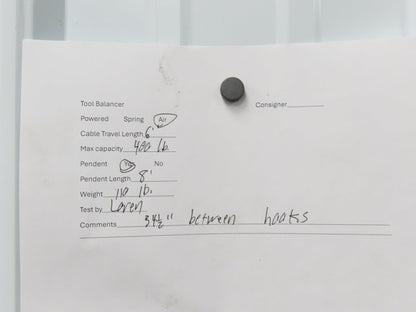 Tool Balancer Consigner
Powered Spring Air
Cable Travel Length 6'
Max capacity 400 lb.
Pendent Yes No
Pendent Length 8'
Weight 110 lb.
Test by Loren
Comments 34½" between hooks